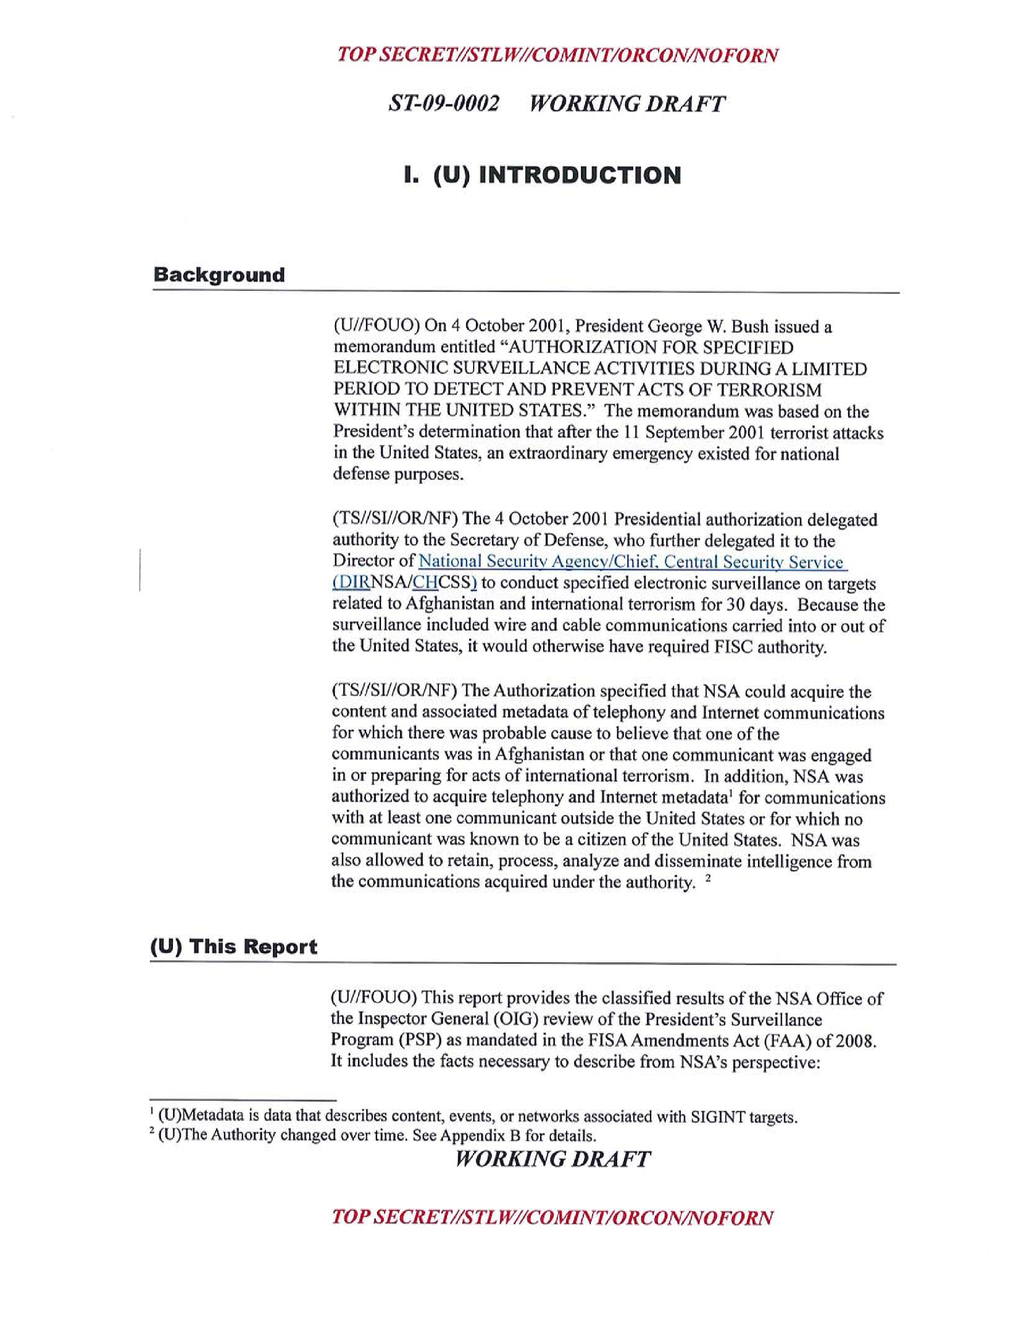 TOP SECRET//STLW//COMINT/ORCON/NOFORN
ST-09-0002 WORKING DRAFT
I. (U) INTRODUCTION
Background
(U//FOUO) On 4 October 2001, President George W. Bush issued a
memorandum entitled “AUTHORIZATION FOR SPECIFIED
ELECTRONIC SURVEILLANCE ACTIVITIES DURING A LIMITED
PERIOD TO DETECT AND PREVENT ACTS OF TERRORISM
WITHIN THE UNITED STATES.” The memorandum was based on the
President’s determination that after the 11 September 2001 terrorist attacks
in the United States, an extraordinary emergency existed for national
defense purposes.
(TS//SI//OR/NF) The 4 October 2001 Presidential authorization delegated
authority to the Secretary of Defense, who further delegated it to the
Director of National Security Agency/Chief, Central Security Service
(DIRNSA/CHCSS) to conduct specified electronic surveillance on targets
related to Afghanistan and international terrorism for 30 days. Because the
surveillance included wire and cable communications carried into or out of
the United States, it would otherwise have required FISC authority.
(TS//SI//OR/NF) The Authorization specified that NSA could acquire the
content and associated metadata of telephony and Internet communications
for which there was probable cause to believe that one of the
communicants was in Afghanistan or that one communicant was engaged
in or preparing for acts of international terrorism. In addition, NSA was
authorized to acquire telephony and Internet metadata¹ for communications
with at least one communicant outside the United States or for which no
communicant was known to be a citizen of the United States. NSA was
also allowed to retain, process, analyze and disseminate intelligence from
the communications acquired under the authority. ²
(U) This Report
(U//FOUO) This report provides the classified results of the NSA Office of
the Inspector General (OIG) review of the President’s Surveillance
Program (PSP) as mandated in the FISA Amendments Act (FAA) of 2008.
It includes the facts necessary to describe from NSA’s perspective:
¹ (U)Metadata is data that describes content, events, or networks associated with SIGINT targets.
² (U)The Authority changed over time. See Appendix B for details.
WORKING DRAFT
TOP SECRET//STLW//COMINT/ORCON/NOFORN